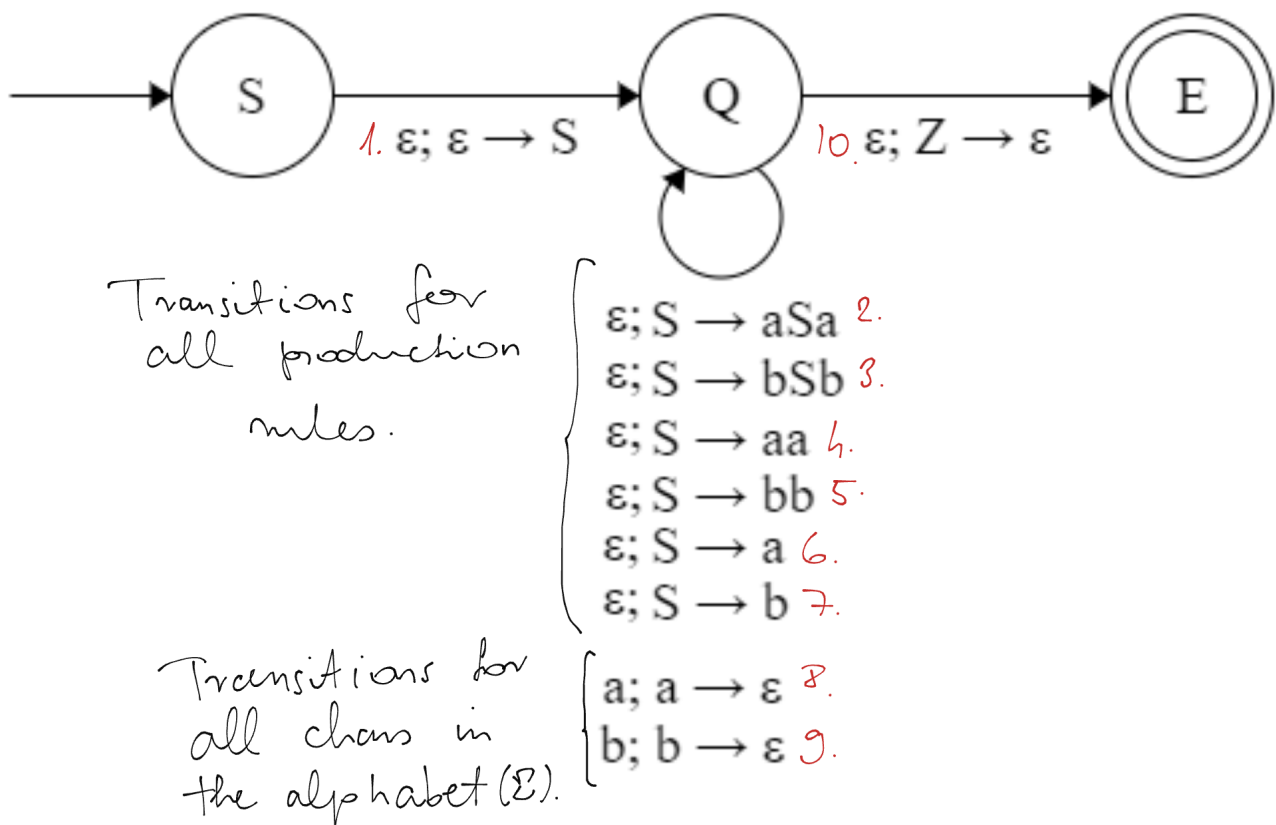 S
Q
E
1. ε; ε → S
10. ε; Z → ε
Transitions for
all production
rules.
ε; S → aSa 2.
ε; S → bSb 3.
ε; S → aa 4.
ε; S → bb 5.
ε; S → a 6.
ε; S → b 7.
Transitions for
all chars in
the alphabet (Σ).
a; a → ε 8.
b; b → ε 9.